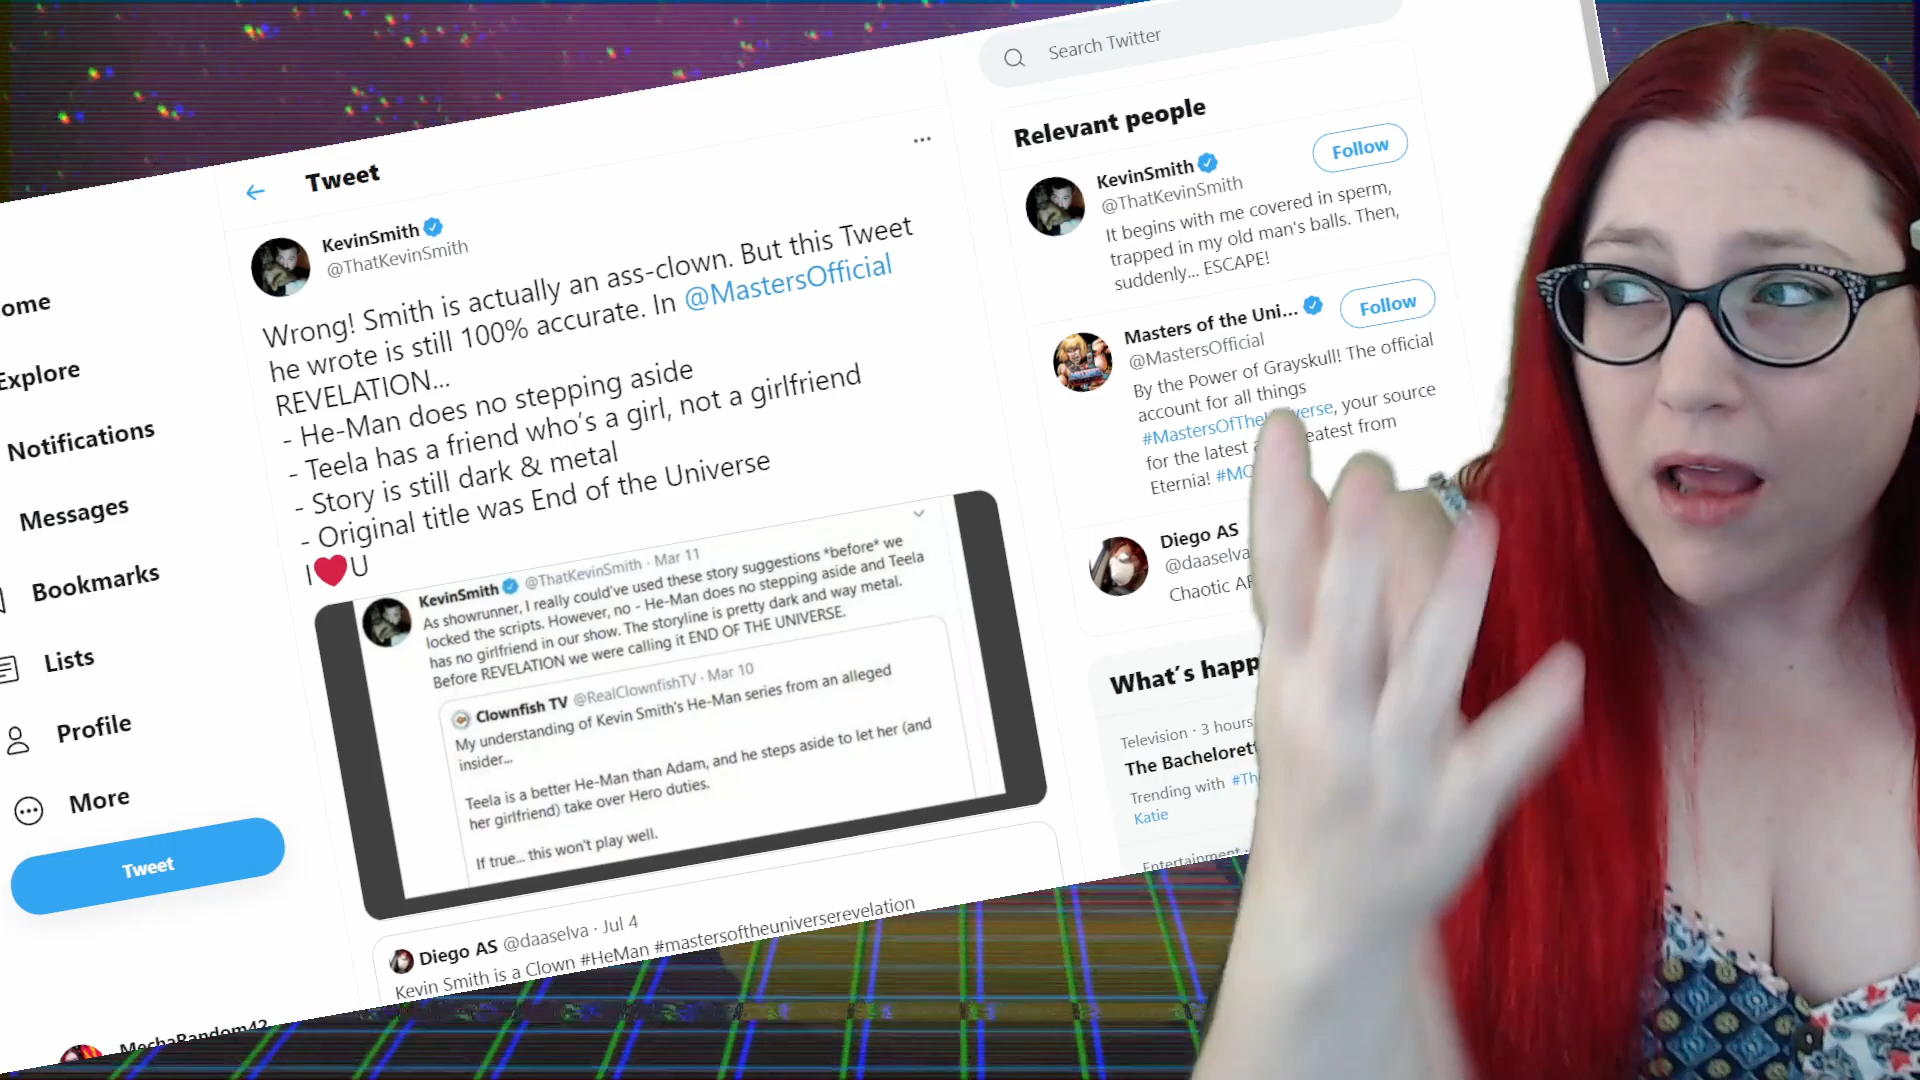 ome
Explore
Notifications
Messages
Bookmarks
Lists
Profile
More
Tweet
MechaRandom42
Tweet
KevinSmith
@ThatKevinSmith
Wrong! Smith is actually an ass-clown. But this Tweet
he wrote is still 100% accurate. In @MastersOfficial
REVELATION...
- He-Man does no stepping aside
- Teela has a friend who's a girl, not a girlfriend
- Story is still dark & metal
- Original title was End of the Universe
I❤️U
KevinSmith @ThatKevinSmith · Mar 11
As showrunner, I really could've used these story suggestions *before* we
locked the scripts. However, no - He-Man does no stepping aside and Teela
has no girlfriend in our show. The storyline is pretty dark and way metal.
Before REVELATION we were calling it END OF THE UNIVERSE.
Clownfish TV @RealClownfishTV · Mar 10
My understanding of Kevin Smith's He-Man series from an alleged
insider...
Teela is a better He-Man than Adam, and he steps aside to let her (and
her girlfriend) take over Hero duties.
If true... this won't play well.
Diego AS @daaselva · Jul 4
Kevin Smith is a Clown #HeMan #mastersoftheuniverserevelation
Search Twitter
Relevant people
KevinSmith
@ThatKevinSmith
Follow
It begins with me covered in sperm,
trapped in my old man's balls. Then,
suddenly... ESCAPE!
Masters of the Uni...
@MastersOfficial
Follow
By the Power of Grayskull! The official
account for all things
#MastersOfThe erse, your source
for the latest a eatest from
Eternia! #MO
Diego AS
@daaselva
Chaotic
What's happ
Television · 3 hours
The Bachelorett
Trending with #Th
Katie
Entertainment ·